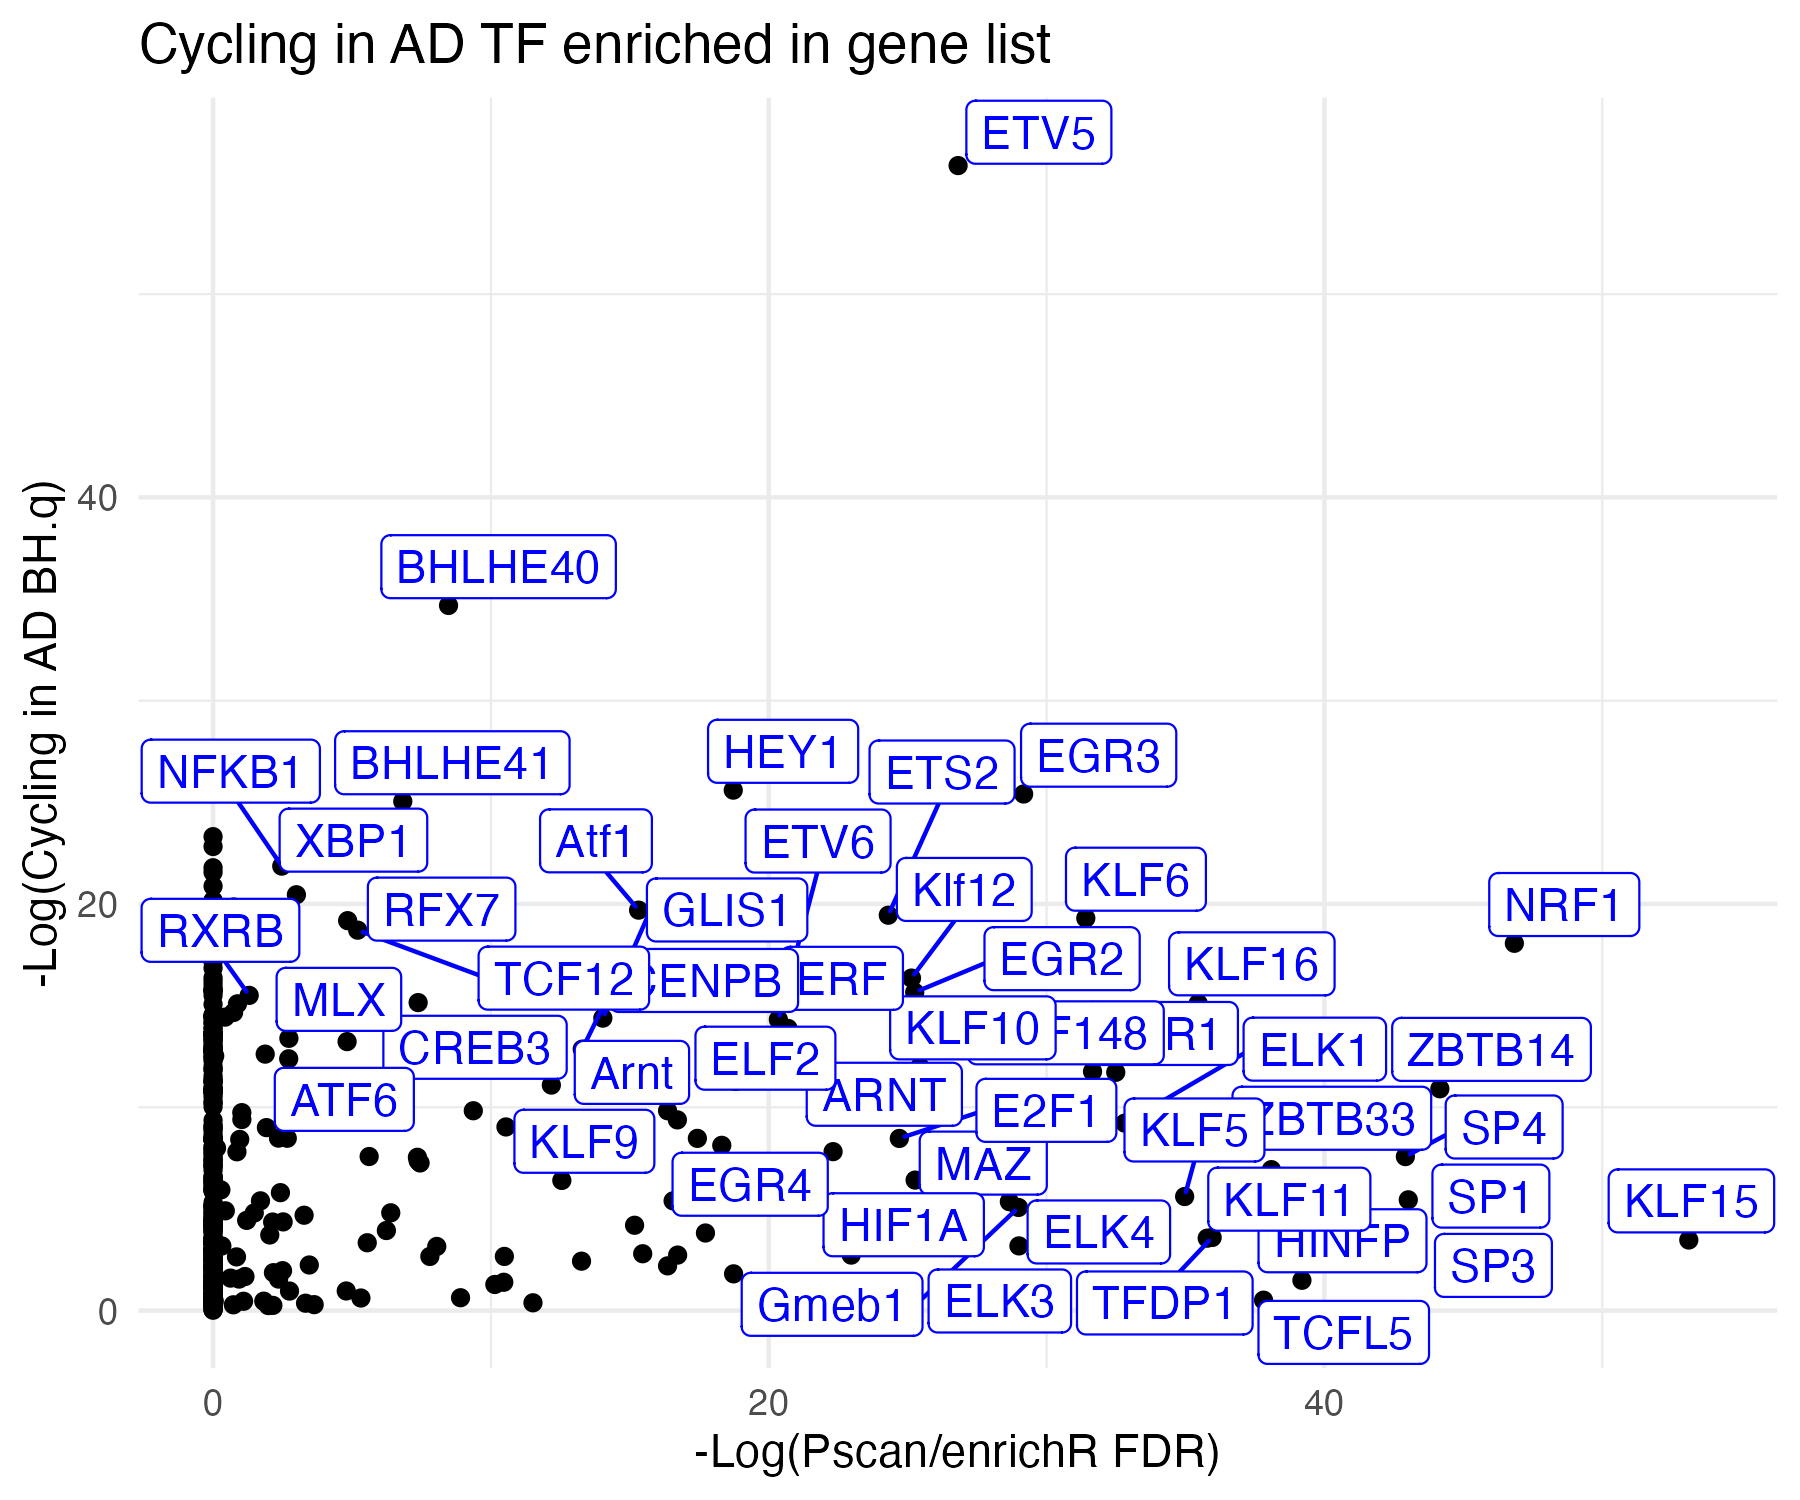 Cycling in AD TF enriched in gene list
ETV5
40
BHLHE40
HEY1
EGR3
NFKB1
BHLHE41
ETS2
XBP1
Atf1
ETV6
Klf12
KLF6
20
RFX7
GLIS1
NRF1
RXRB
EGR2
KLF16
TCF12
CENPB
ERF
MLX
KLF10
F148
R1
CREB3
ELF2
ELK1
ZBTB14
Arnt
ATF6
ARNT
E2F1
ZBTB33
KLF9
KLF5
SP4
MAZ
EGR4
KLF11
SP1
KLF15
HIF1A
ELK4
HINFP
SP3
Gmeb1
ELK3
TFDP1
0
TCFL5
0
20
40
-Log(Pscan/enrichR FDR)
-Log(Cycling in AD BH.q)